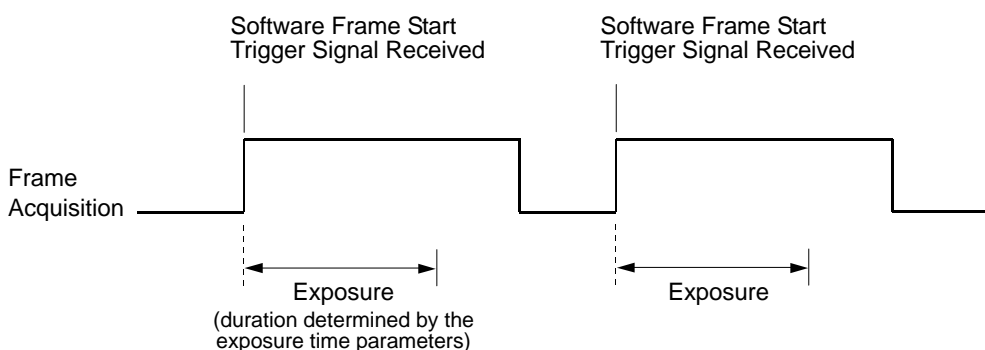 Software Frame Start
Trigger Signal Received
Software Frame Start
Trigger Signal Received
Frame
Acquisition
Exposure
(duration determined by the
exposure time parameters)
Exposure